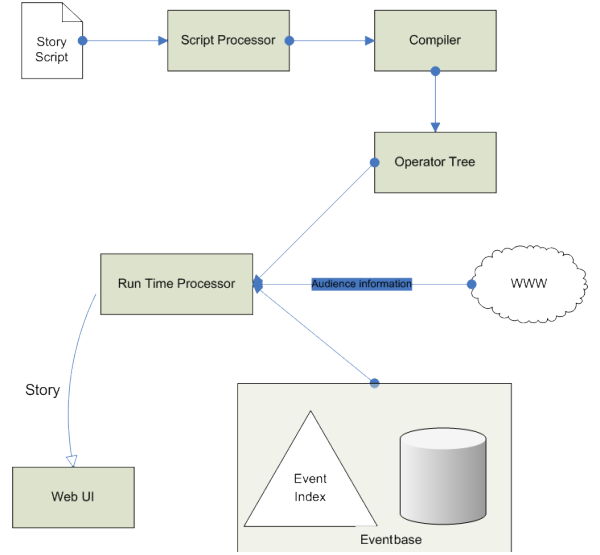 Story
Script
Script Processor
Compiler
Operator Tree
Run Time Processor
Audience information
WWW
Story
Event
Index
Web UI
Eventbase